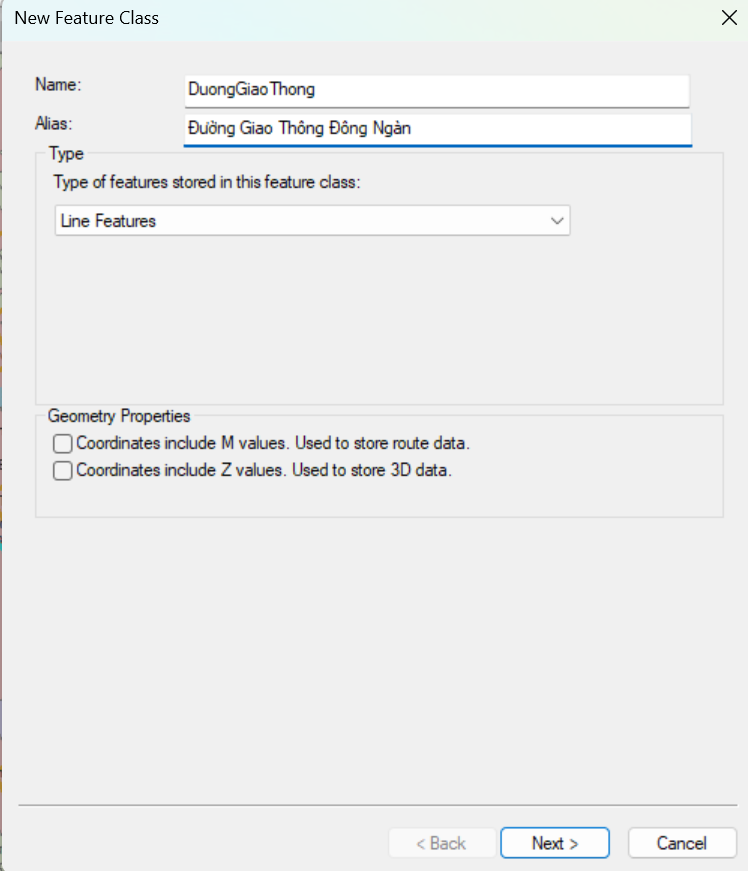 New Feature Class
Name:
DuongGiaoThong
Alias:
Đường Giao Thông Đông Ngàn
Type
Type of features stored in this feature class:
Line Features
Geometry Properties
Coordinates include M values. Used to store route data.
Coordinates include Z values. Used to store 3D data.
< Back Next > Cancel